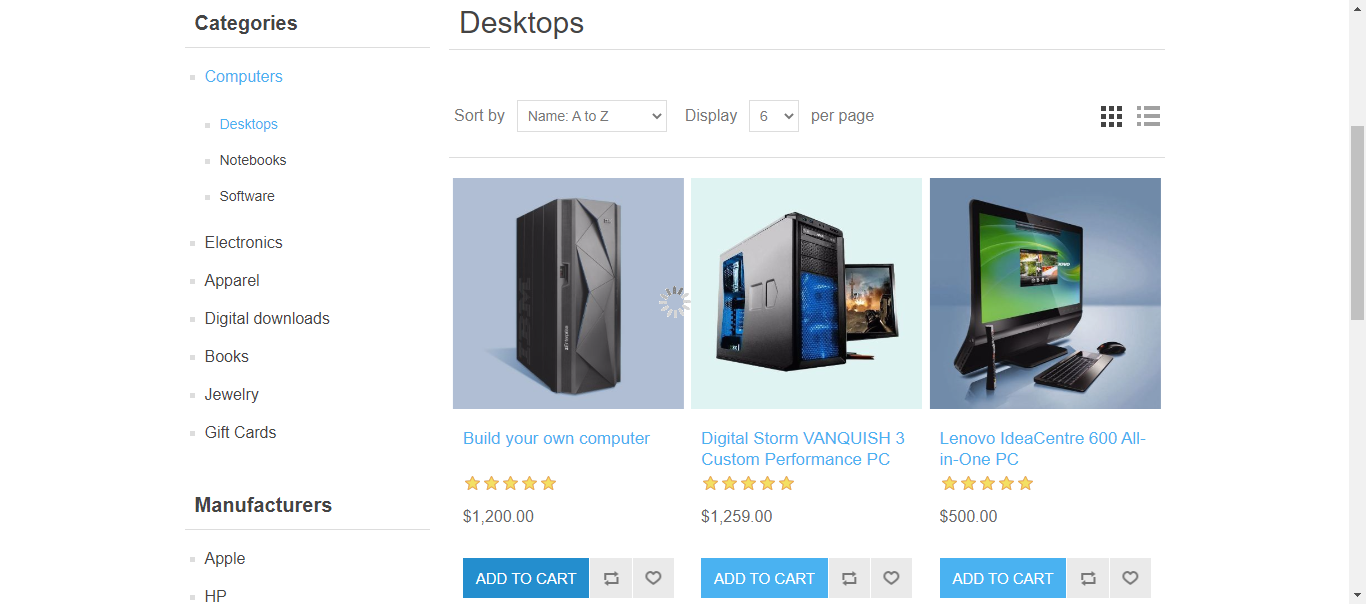 Categories
Computers
Desktops
Notebooks
Software
Electronics
Apparel
Digital downloads
Books
Jewelry
Gift Cards
Manufacturers
Apple
HP
Desktops
Sort by Name: A to Z Display 6 per page
IBM
Build your own computer
$1,200.00
ADD TO CART
Digital Storm VANQUISH 3
Custom Performance PC
$1,259.00
ADD TO CART
Lenovo IdeaCentre 600 All-
in-One PC
$500.00
ADD TO CART